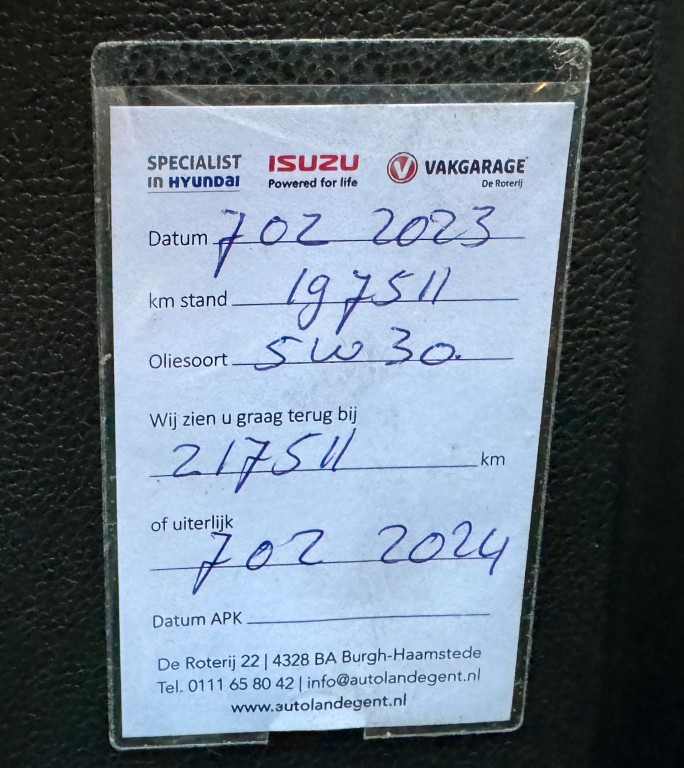 SPECIALIST ISUZU VAKGARAGE
in HYUNDAI Powered for life De Roterij
Datum 7 02 2023
km stand 197511
Oliesoort 5W 30.
Wij zien u graag terug bij
217511 km
of uiterlijk
7 02 2024
Datum APK
De Roterij 22 | 4328 BA Burgh-Haamstede
Tel. 0111 65 80 42 | info@autolandegent.nl
www.autolandegent.nl